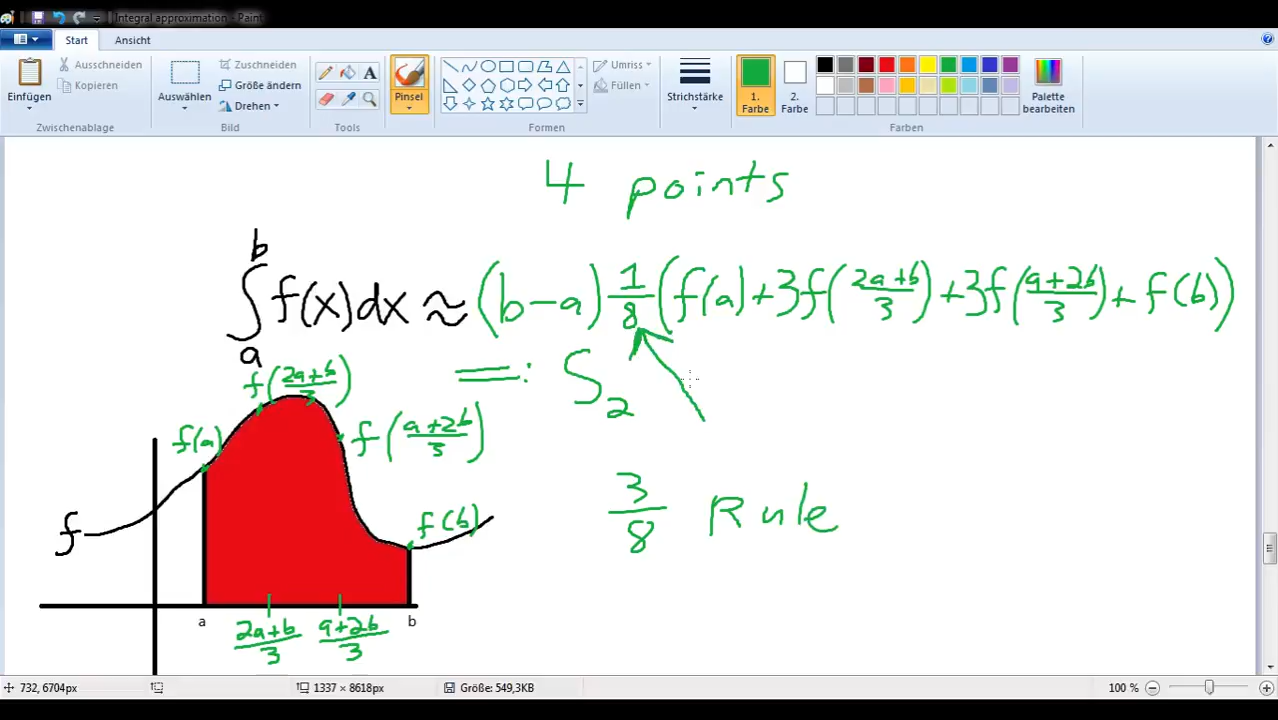 Integral approximation - Paint
Start Ansicht
Einfügen
Ausschneiden
Kopieren
Zwischenablage
Auswählen
Zuschneiden
Größe ändern
Drehen
Bild
A
Tools
Pinsel
Formen
Umriss
Füllen
Strichstärke
1. Farbe
2. Farbe
Farben
Palette bearbeiten
4 points
∫_a^b f(x)dx ≈ (b-a) 1/8 (f(a)+3f((2a+b)/3)+3f((a+2b)/3)+f(b))
=: S_2
3/8 Rule
f((2a+b)/3)
f(a)
f((a+2b)/3)
f
f(b)
a
(2a+b)/3
(a+2b)/3
b
732, 6704px
1337 × 8618px
Größe: 549,3KB
100 %